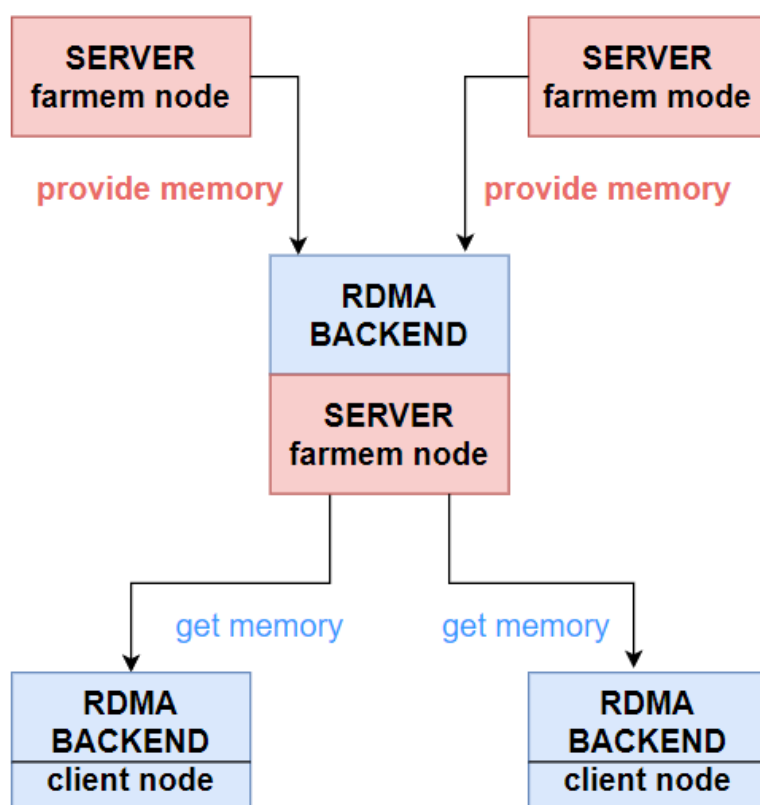 SERVER
farmem node
SERVER
farmem mode
provide memory
provide memory
RDMA
BACKEND
SERVER
farmem node
get memory
get memory
RDMA
BACKEND
client node
RDMA
BACKEND
client node